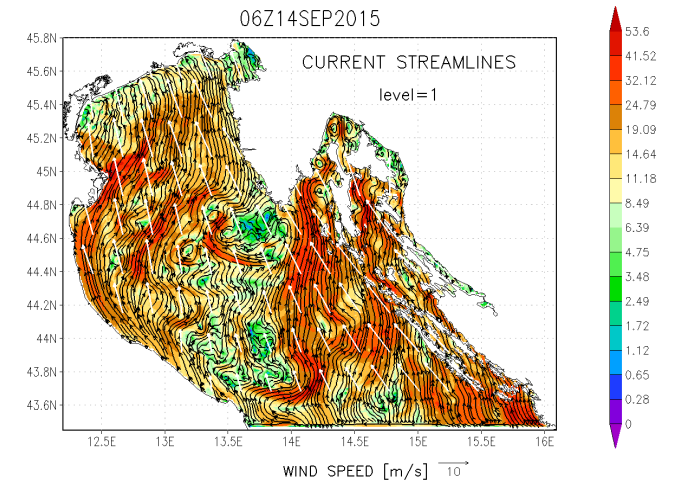 06Z14SEP2015
CURRENT STREAMLINES
level=1
45.8N
45.6N
45.4N
45.2N
45N
44.8N
44.6N
44.4N
44.2N
44N
43.8N
43.6N
12.5E 13E 13.5E 14E 14.5E 15E 15.5E 16E
WIND SPEED [m/s] 10
53.6
41.52
32.12
24.79
19.09
14.64
11.18
8.49
6.39
4.75
3.48
2.49
1.72
1.12
0.65
0.28
0